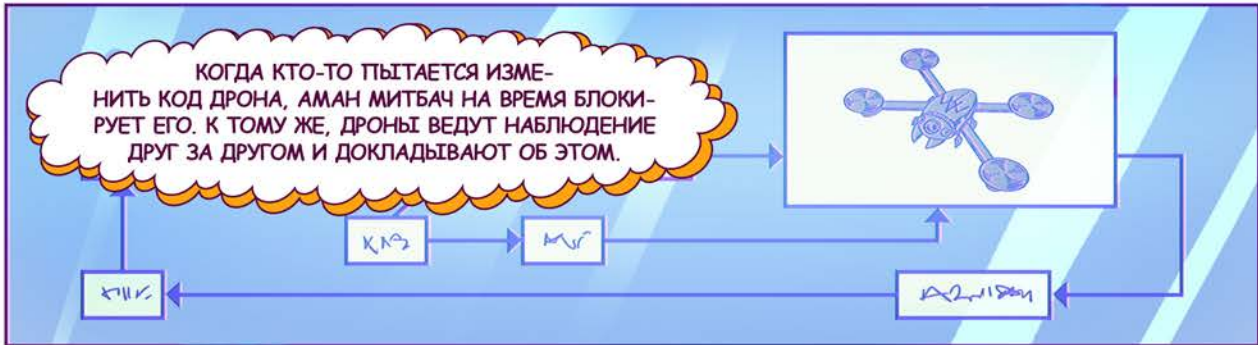 КОГДА КТО-ТО ПЫТАЕТСЯ ИЗМЕ-
НИТЬ КОД ДРОНА, АМАН МИТБАЧ НА ВРЕМЯ БЛОКИ-
РУЕТ ЕГО. К ТОМУ ЖЕ, ДРОНЫ ВЕДУТ НАБЛЮДЕНИЕ
ДРУГ ЗА ДРУГОМ И ДОКЛАДЫВАЮТ ОБ ЭТОМ.